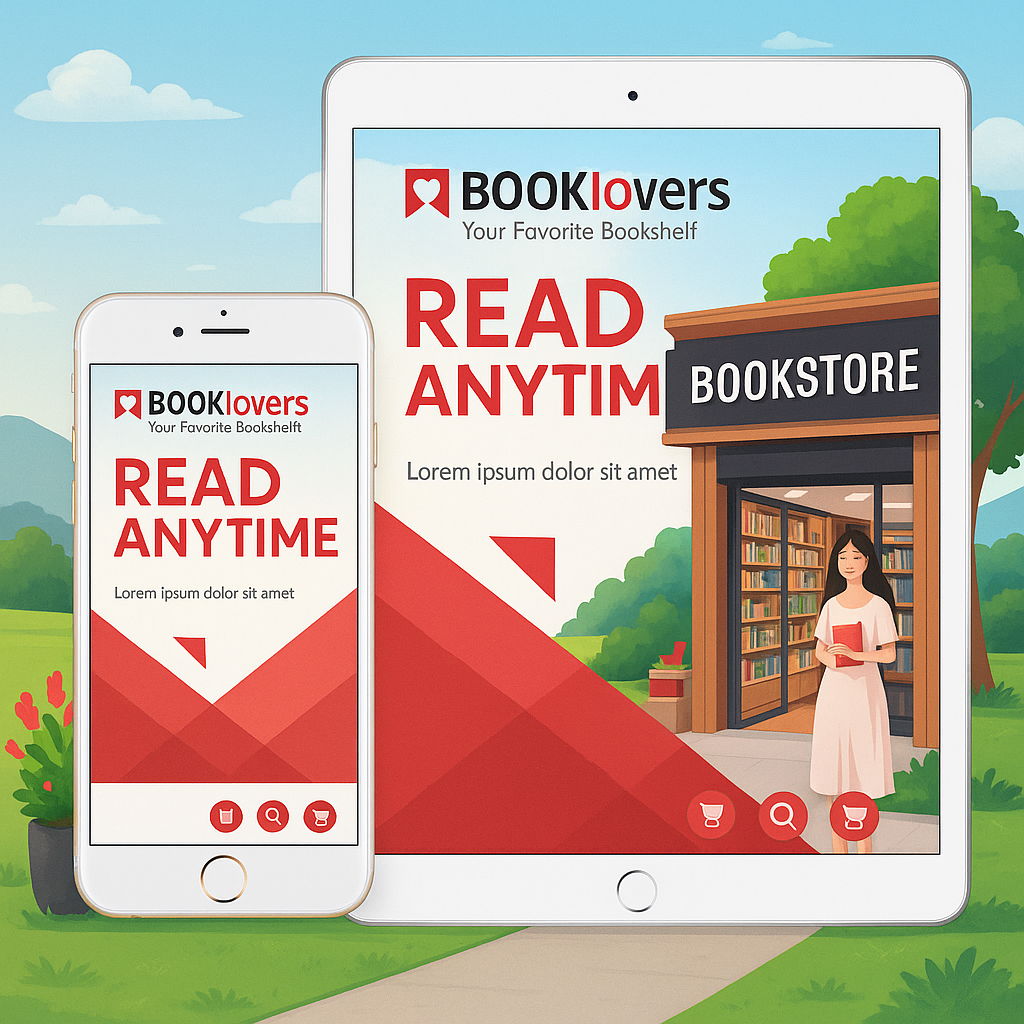 BOOKlovers
Your Favorite Bookshelft
READ
ANYTIME
Lorem ipsum dolor sit amet
BOOKlovers
Your Favorite Bookshelf
READ
ANYTIM
Lorem ipsum dolor sit amet
BOOKSTORE